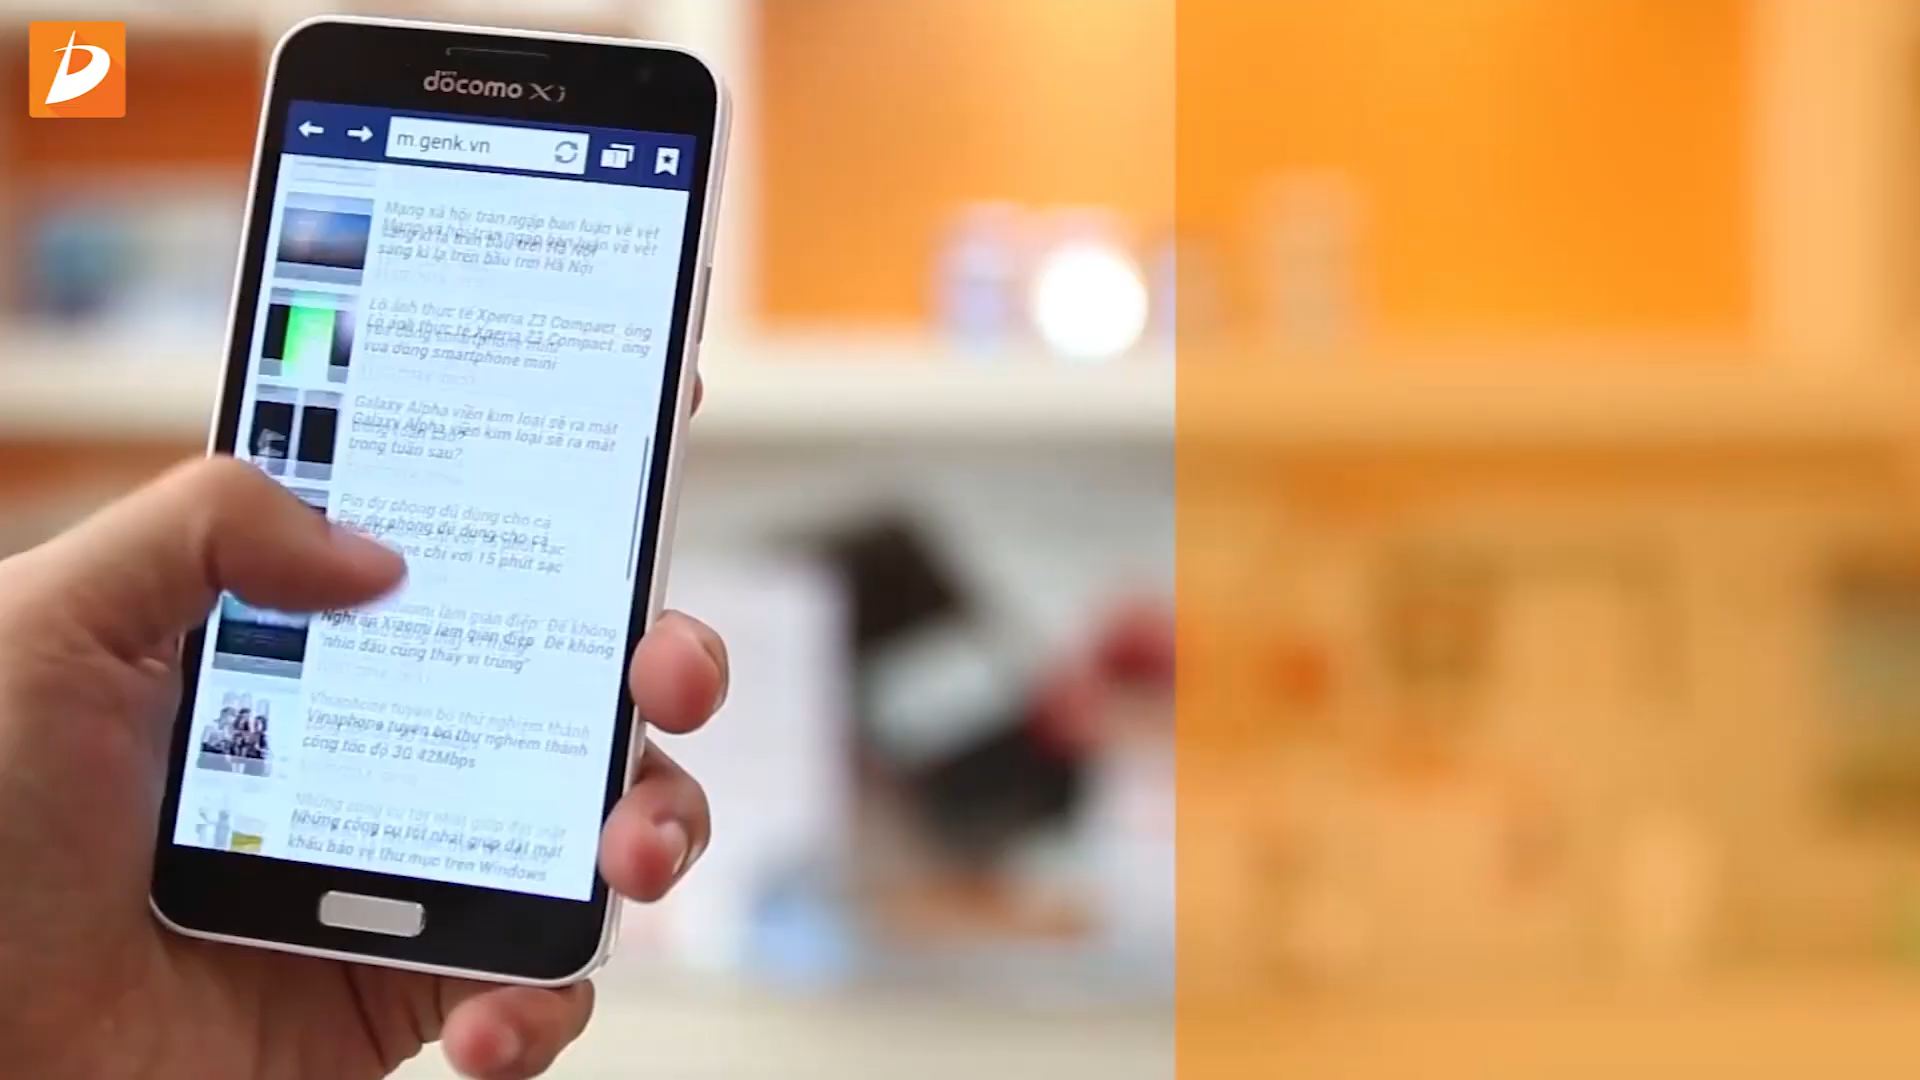 docomo Xi
m.genk.vn
Mạng xã hội tràn ngập bàn luận về vệt
sáng kì lạ trên bầu trời Hà Nội
Lộ ảnh thực tế Xperia Z3 Compact, ông
vua dòng smartphone mini
Galaxy Alpha viền kim loại sẽ ra mắt
trong tuần sau?
Pin dự phòng đủ dùng cho cả
chỉ với 15 phút sạc
Nghi án Xiaomi làm gián điệp: Để không
"nhìn đâu cũng thấy vi trùng"
Vinaphone tuyên bố thử nghiệm thành
công tốc độ 3G 42Mbps
Những công cụ tốt nhất giúp đặt mật
khẩu bảo vệ thư mục trên Windows